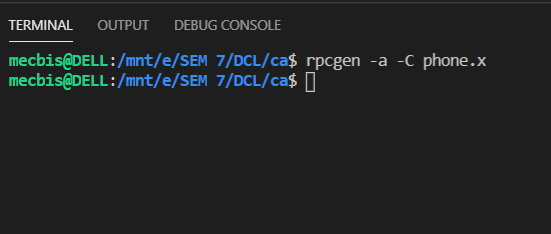 TERMINAL OUTPUT DEBUG CONSOLE
mecbis@DELL:/mnt/e/SEM 7/DCL/ca$ rpcgen -a -C phone.x
mecbis@DELL:/mnt/e/SEM 7/DCL/ca$